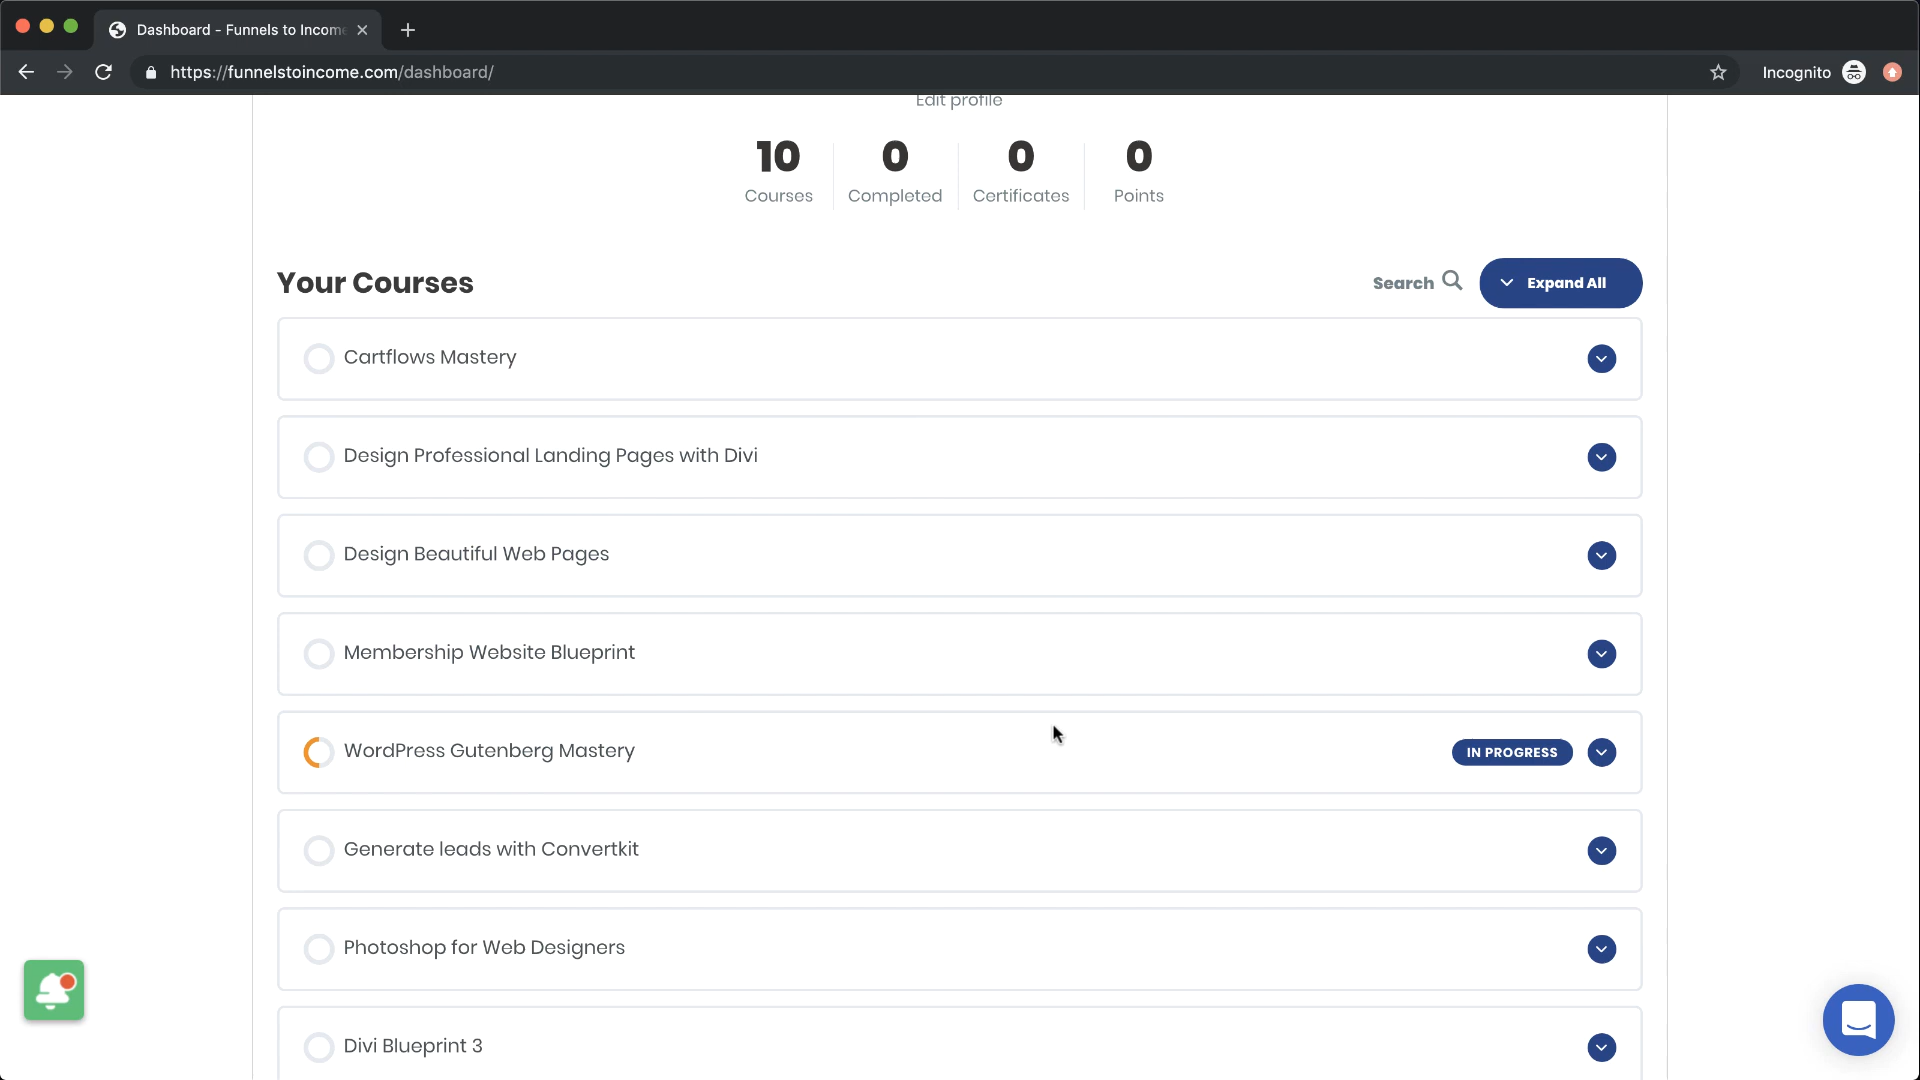 Dashboard - Funnels to Incom
https://funnelstoincome.com/dashboard/
Incognito
Edit profile
10 0 0 0
Courses Completed Certificates Points
Your Courses
Search
Expand All
Cartflows Mastery
Design Professional Landing Pages with Divi
Design Beautiful Web Pages
Membership Website Blueprint
WordPress Gutenberg Mastery
IN PROGRESS
Generate leads with Convertkit
Photoshop for Web Designers
Divi Blueprint 3